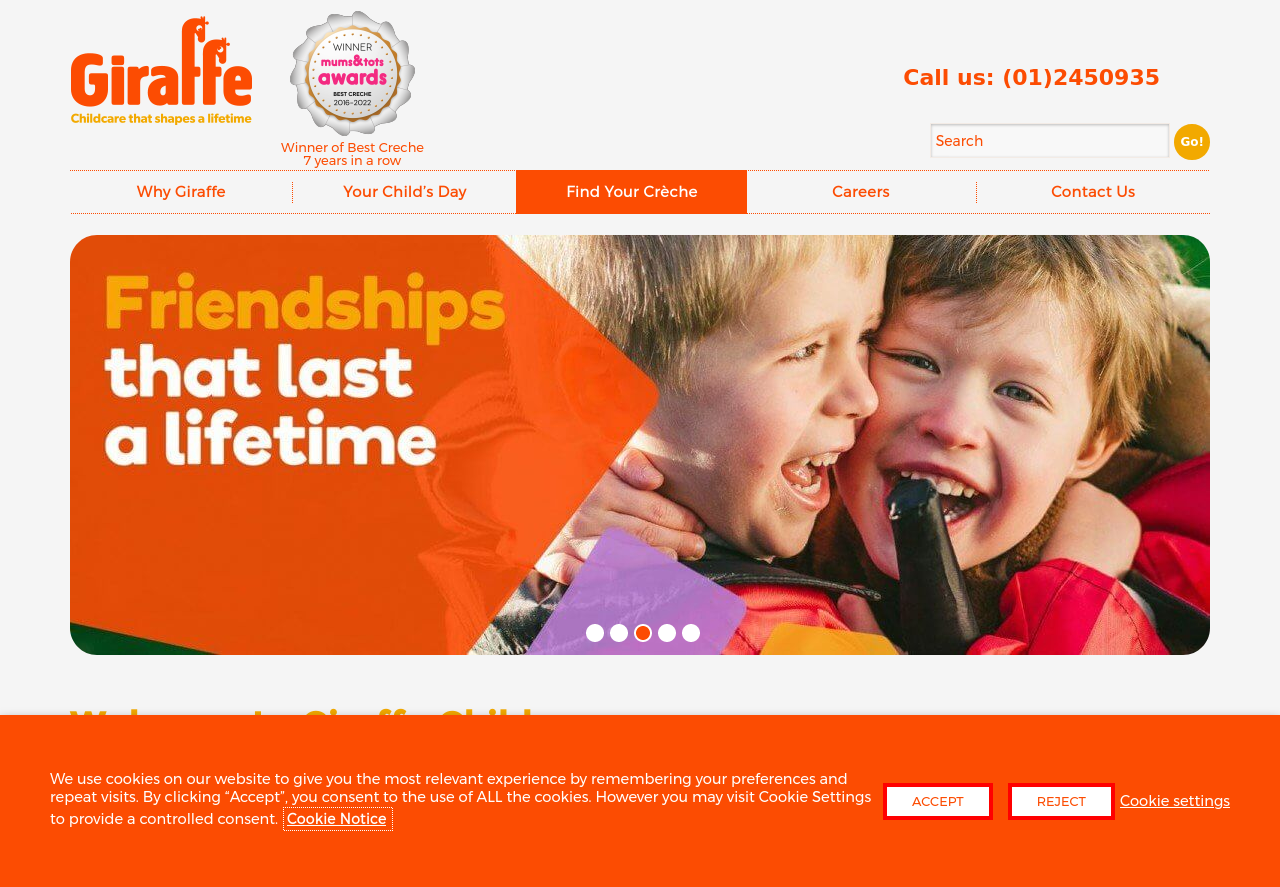 Giraffe
Childcare that shapes a lifetime
WINNER
mums&tots
awards
BEST CRECHE
2016-2022
Winner of Best Creche
7 years in a row
Call us: (01)2450935
Search
Go!
Why Giraffe
Your Child's Day
Find Your Crèche
Careers
Contact Us
Friendships
that last
a lifetime
We use cookies on our website to give you the most relevant experience by remembering your preferences and
repeat visits. By clicking “Accept”, you consent to the use of ALL the cookies. However you may visit Cookie Settings
to provide a controlled consent. Cookie Notice
ACCEPT
REJECT
Cookie settings